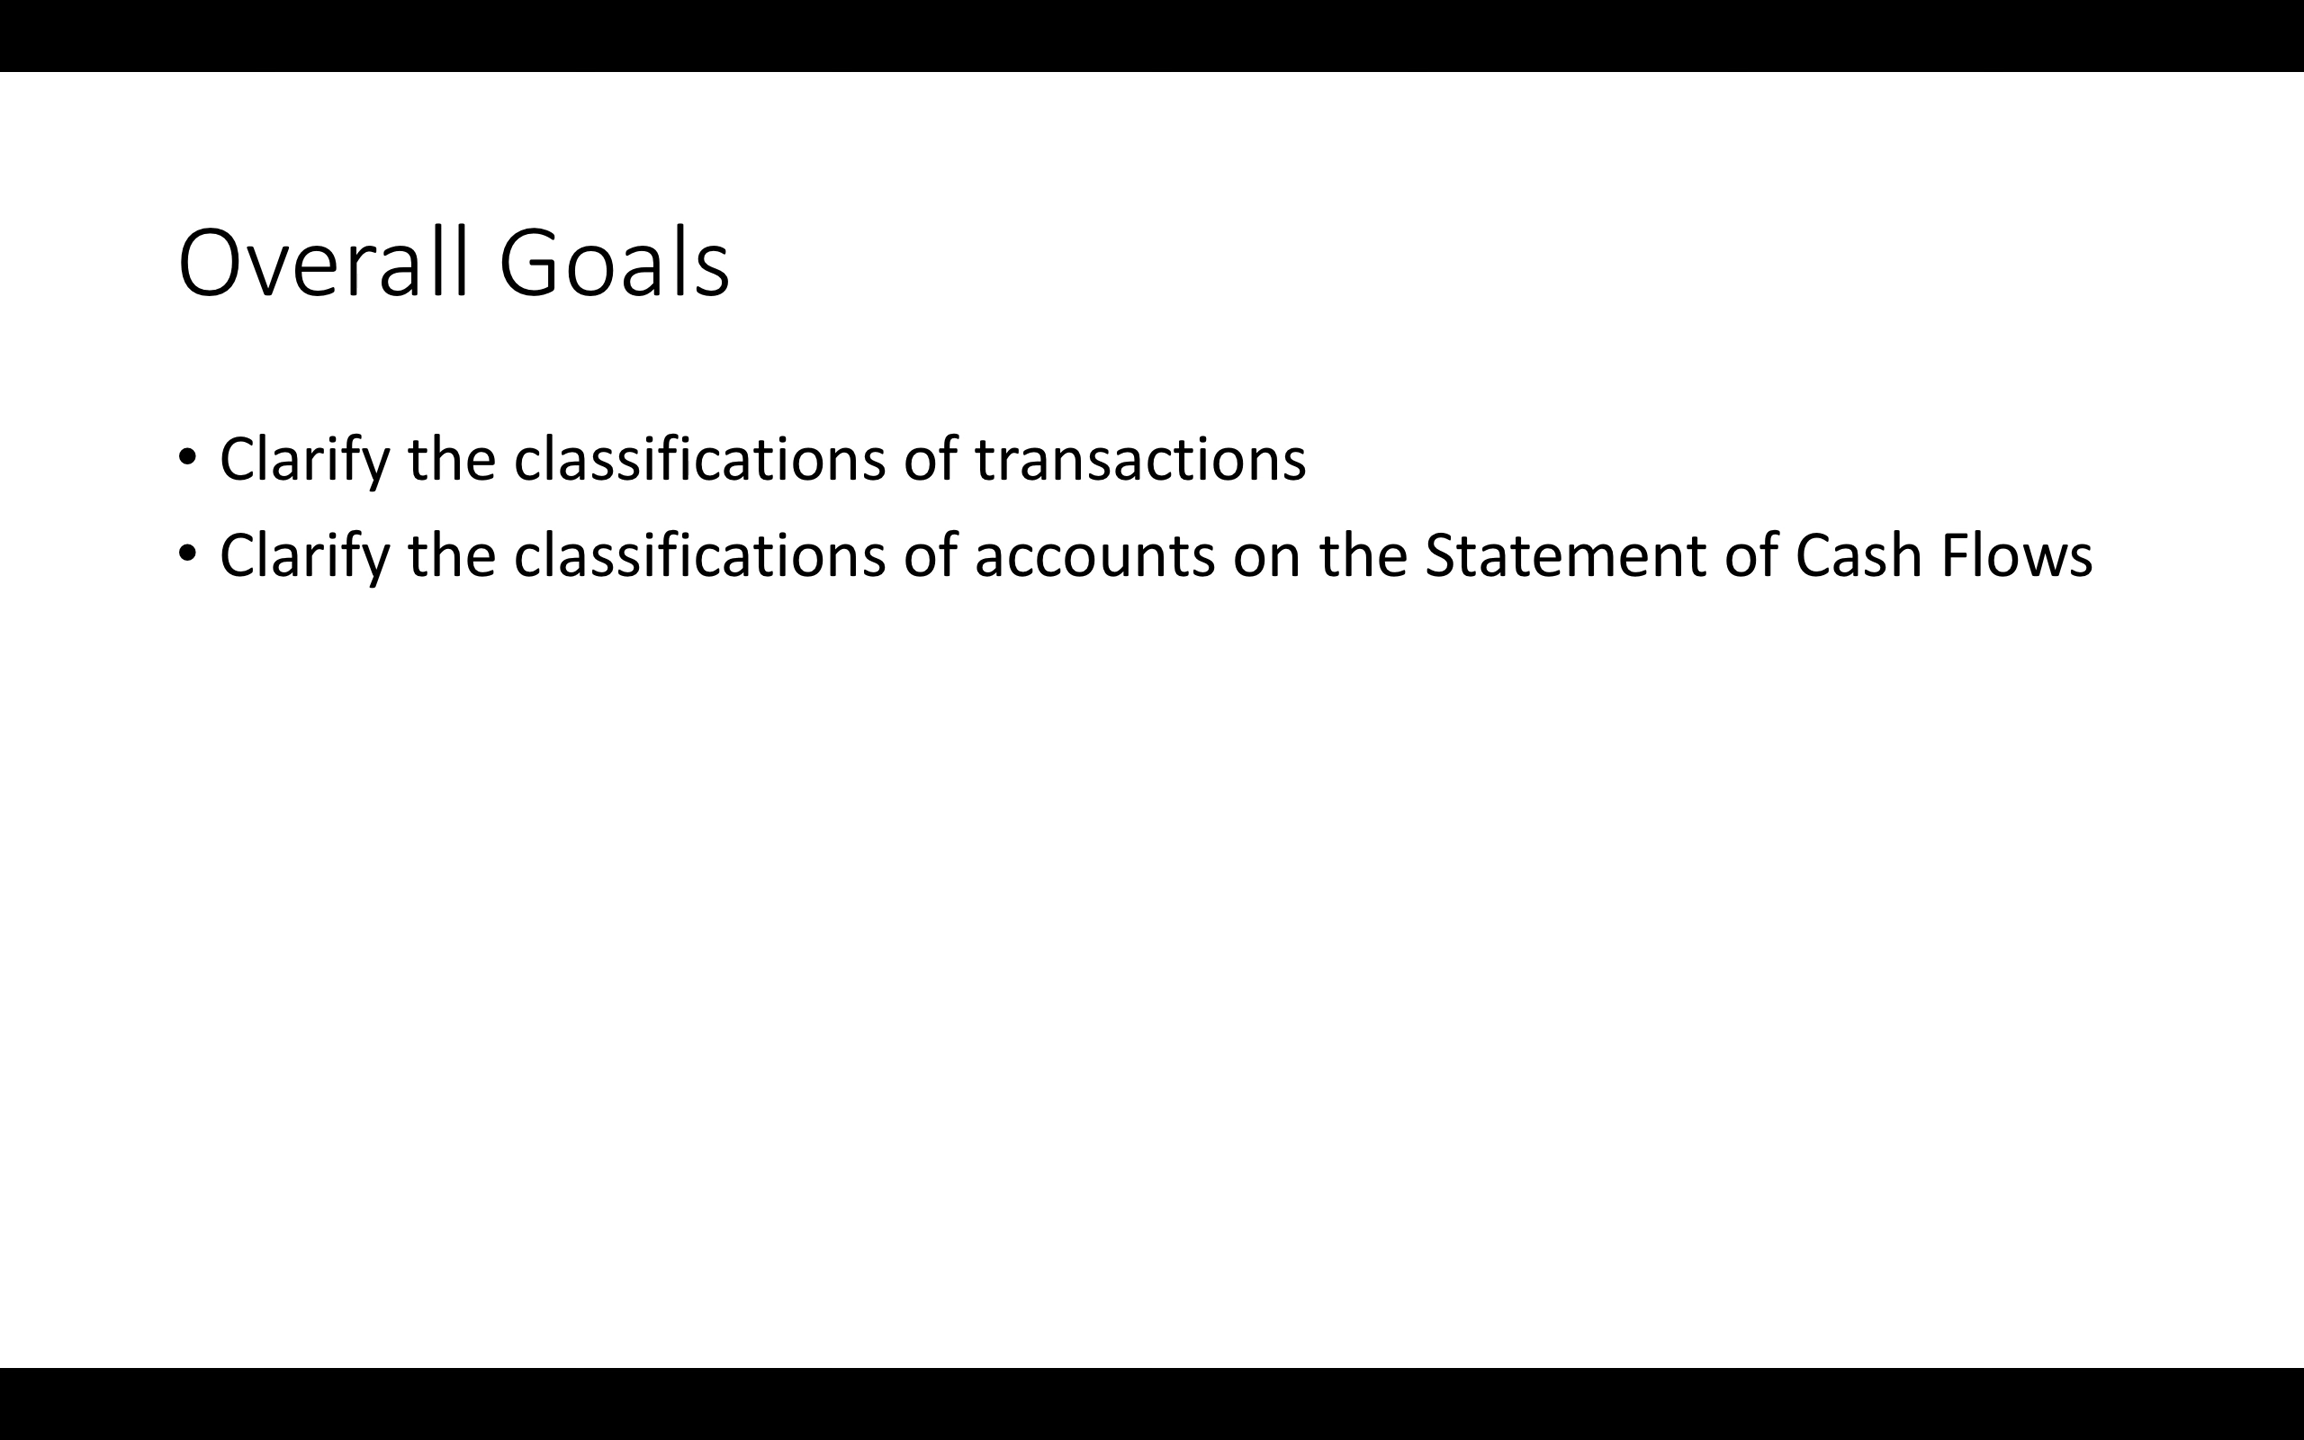 Overall Goals
• Clarify the classifications of transactions
• Clarify the classifications of accounts on the Statement of Cash Flows